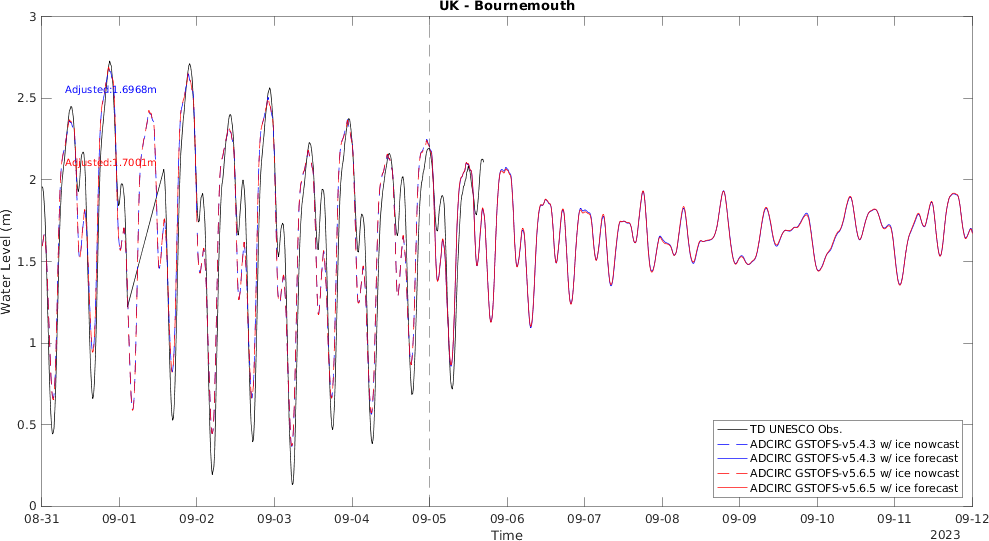 UK - Bournemouth
3
2.5
2
1.5
1
0.5
0
Water Level (m)
Adjusted:1.6968m
Adjusted:1.7001m
TD UNESCO Obs.
ADCIRC GSTOFS-v5.4.3 w/ ice nowcast
ADCIRC GSTOFS-v5.4.3 w/ ice forecast
ADCIRC GSTOFS-v5.6.5 w/ ice nowcast
ADCIRC GSTOFS-v5.6.5 w/ ice forecast
08-31 09-01 09-02 09-03 09-04 09-05 09-06 09-07 09-08 09-09 09-10 09-11 09-12
Time
2023